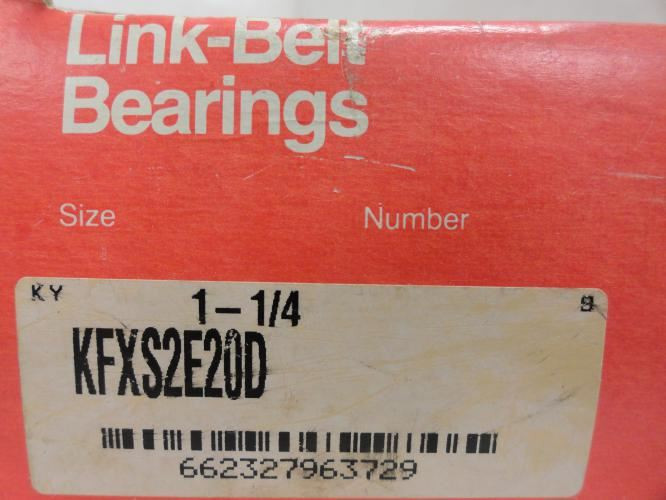 Link-Belt
Bearings
Size Number
KY 1-1/4 9
KFXS2E20D
662327963729